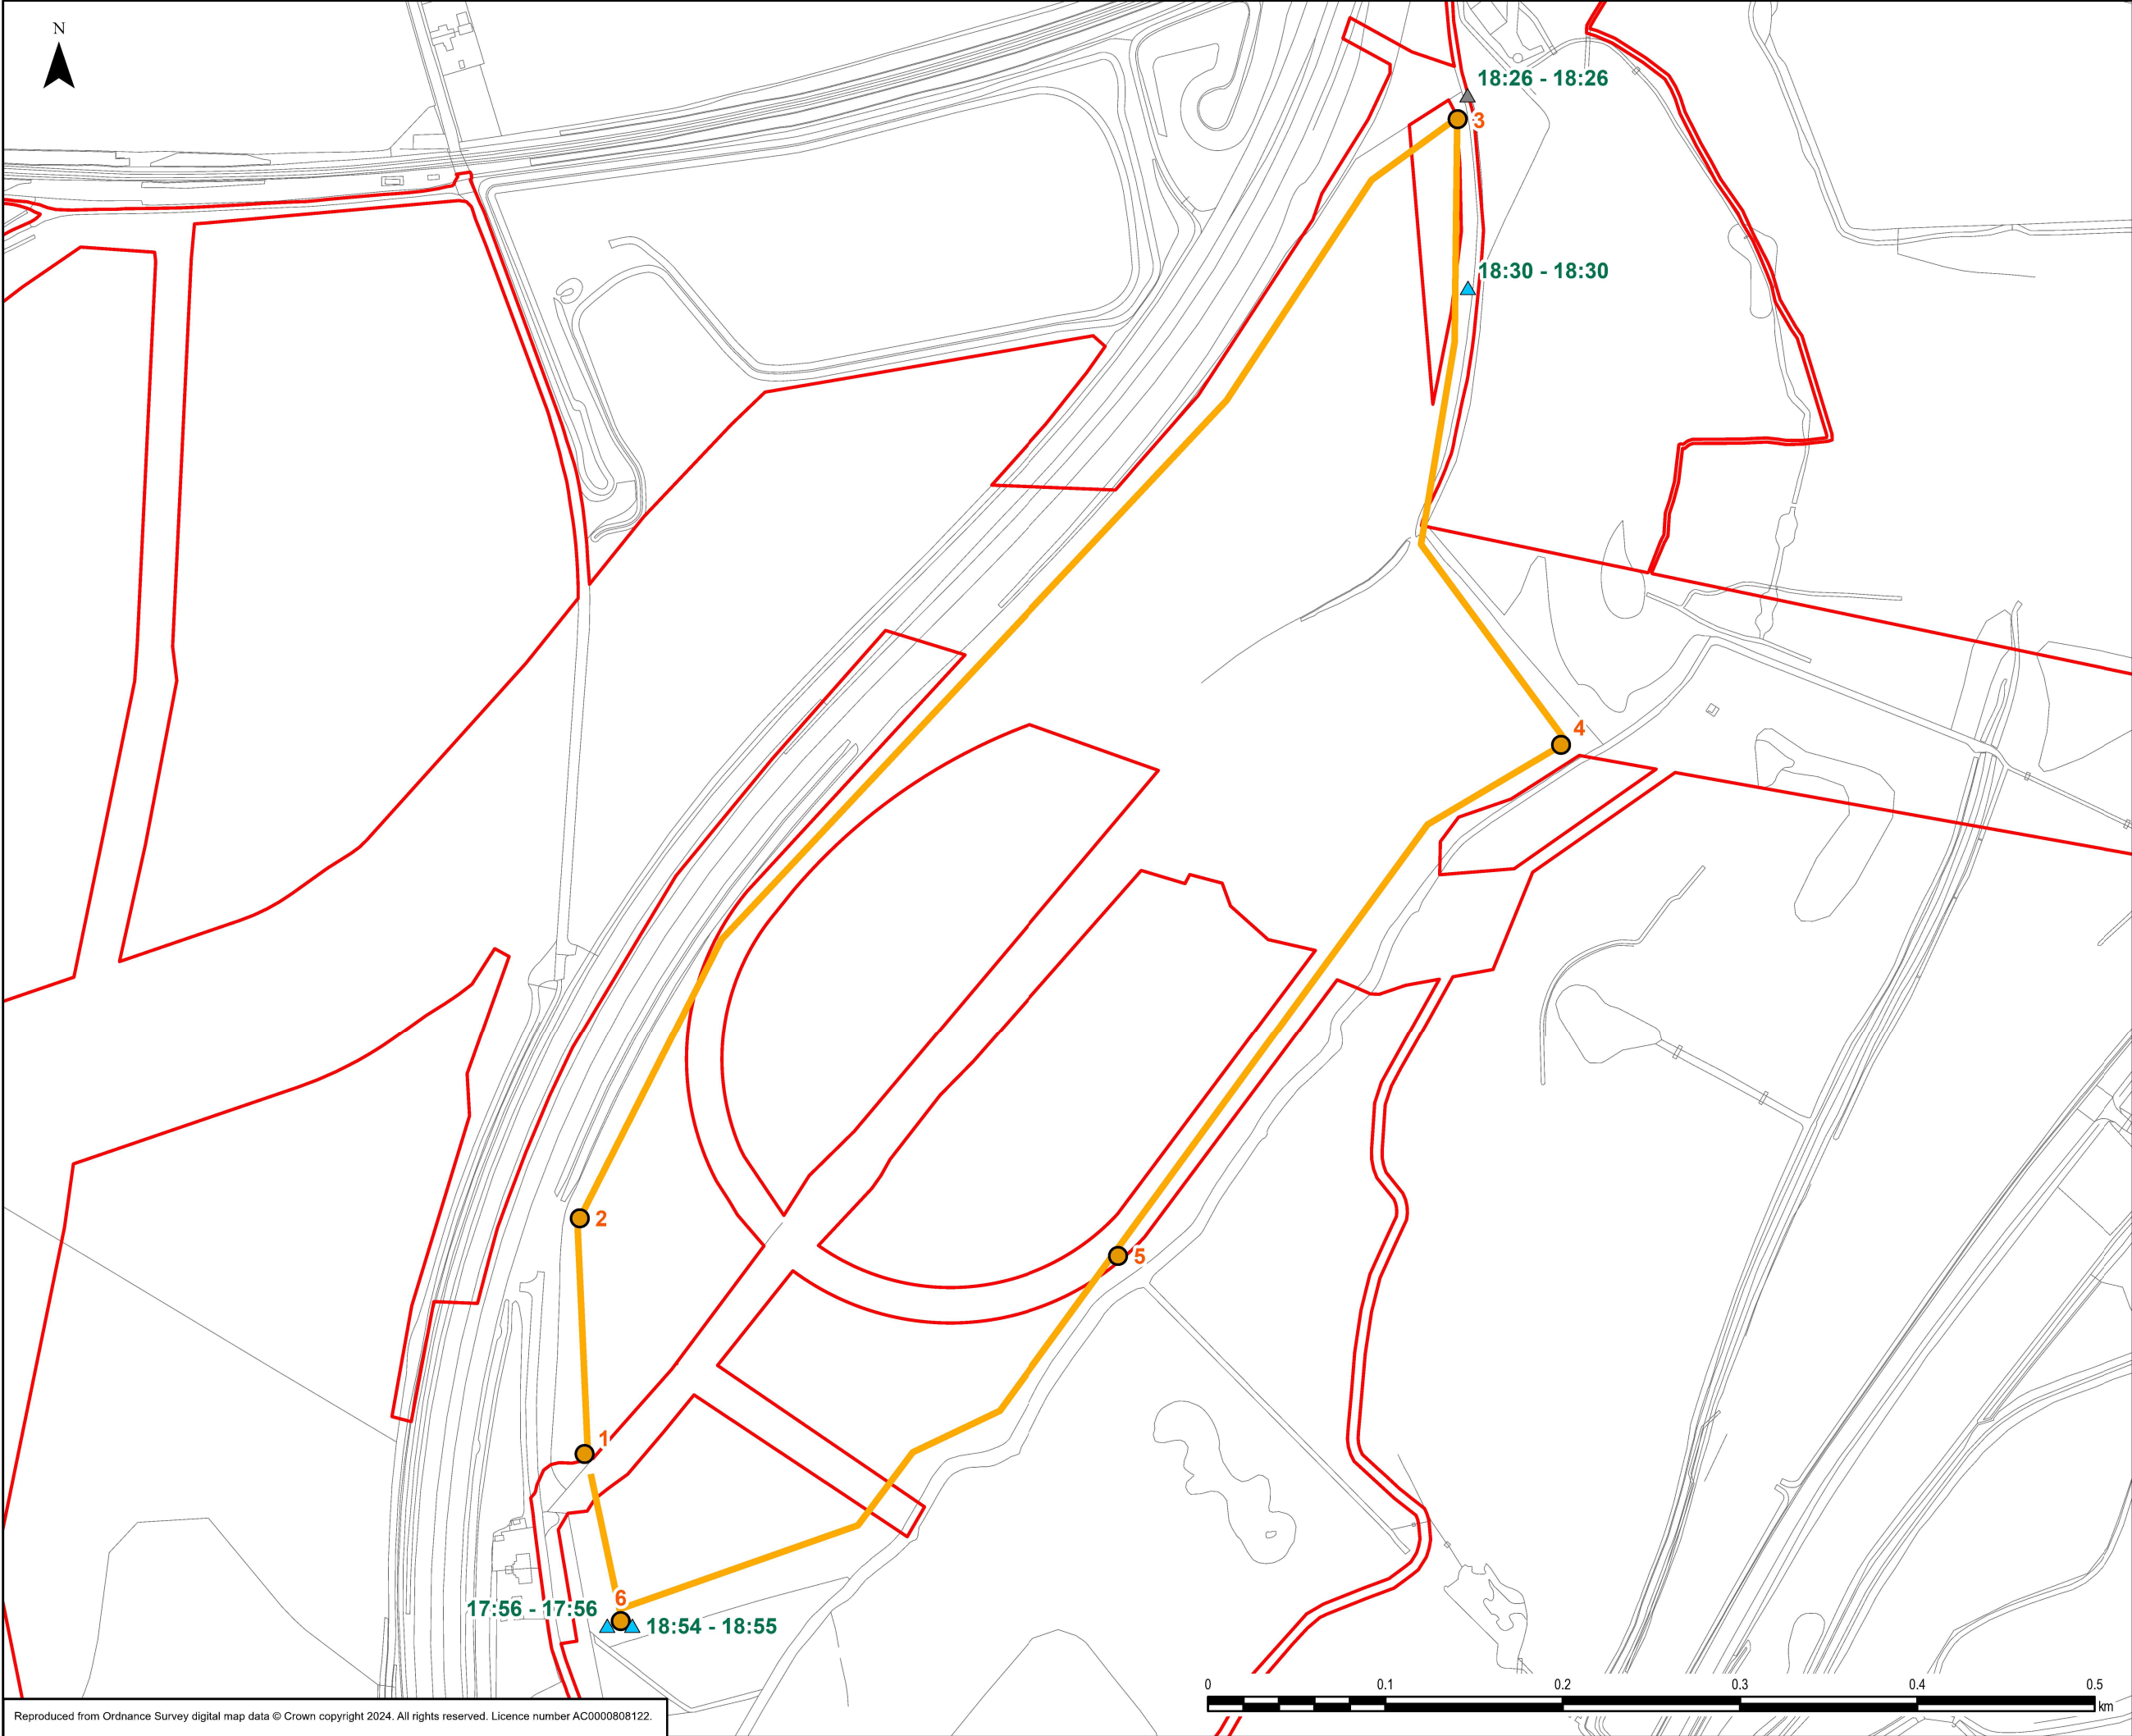 N
18:26 - 18:26
3
18:30 - 18:30
4
2
5
1
6
17:56 - 17:56
18:54 - 18:55
0 0.1 0.2 0.3 0.4 0.5
km
Reproduced from Ordnance Survey digital map data © Crown copyright 2024. All rights reserved. Licence number AC0000808122.